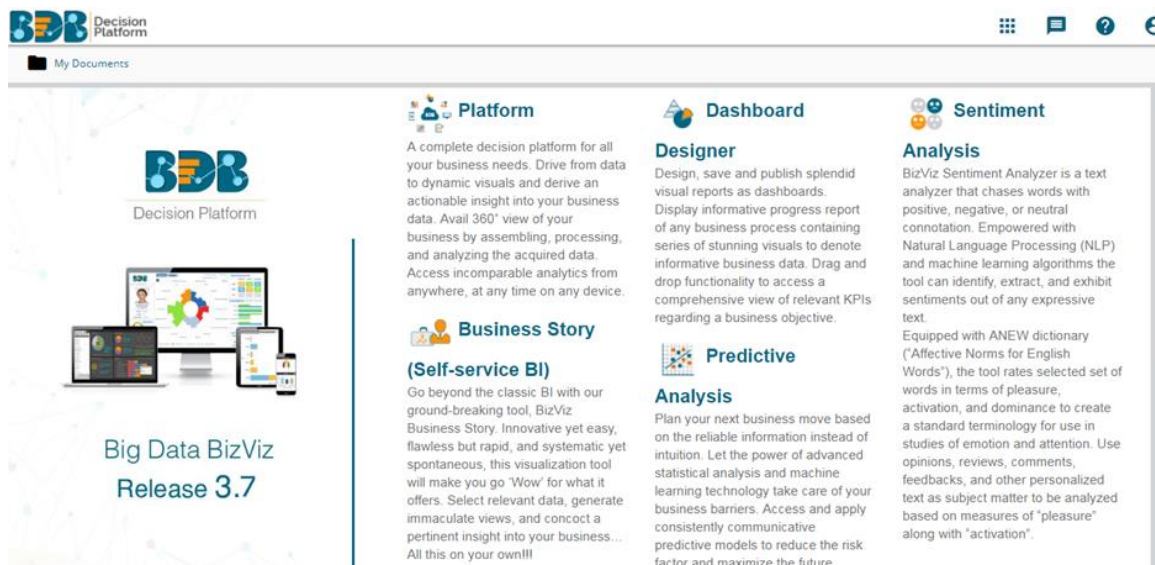 BDB Decision
Platform
My Documents
BDB
Decision Platform
Big Data BizViz
Release 3.7
Platform
A complete decision platform for all
your business needs. Drive from data
to dynamic visuals and derive an
actionable insight into your business
data. Avail 360° view of your
business by assembling, processing,
and analyzing the acquired data.
Access incomparable analytics from
anywhere, at any time on any device.
Business Story
(Self-service BI)
Go beyond the classic BI with our
ground-breaking tool, BizViz
Business Story. Innovative yet easy,
flawless but rapid, and systematic yet
spontaneous, this visualization tool
will make you go 'Wow' for what it
offers. Select relevant data, generate
immaculate views, and concoct a
pertinent insight into your business…
All this on your own!!!
Dashboard
Designer
Design, save and publish splendid
visual reports as dashboards.
Display informative progress report
of any business process containing
series of stunning visuals to denote
informative business data. Drag and
drop functionality to access a
comprehensive view of relevant KPIs
regarding a business objective.
Predictive
Analysis
Plan your next business move based
on the reliable information instead of
intuition. Let the power of advanced
statistical analysis and machine
learning technology take care of your
business barriers. Access and apply
consistently communicative
predictive models to reduce the risk
factor and maximize the future
Sentiment
Analysis
BizViz Sentiment Analyzer is a text
analyzer that chases words with
positive, negative, or neutral
connotation. Empowered with
Natural Language Processing (NLP)
and machine learning algorithms the
tool can identify, extract, and exhibit
sentiments out of any expressive
text.
Equipped with ANEW dictionary
("Affective Norms for English
Words"), the tool rates selected set of
words in terms of pleasure,
activation, and dominance to create
a standard terminology for use in
studies of emotion and attention. Use
opinions, reviews, comments,
feedbacks, and other personalized
text as subject matter to be analyzed
based on measures of "pleasure"
along with "activation".